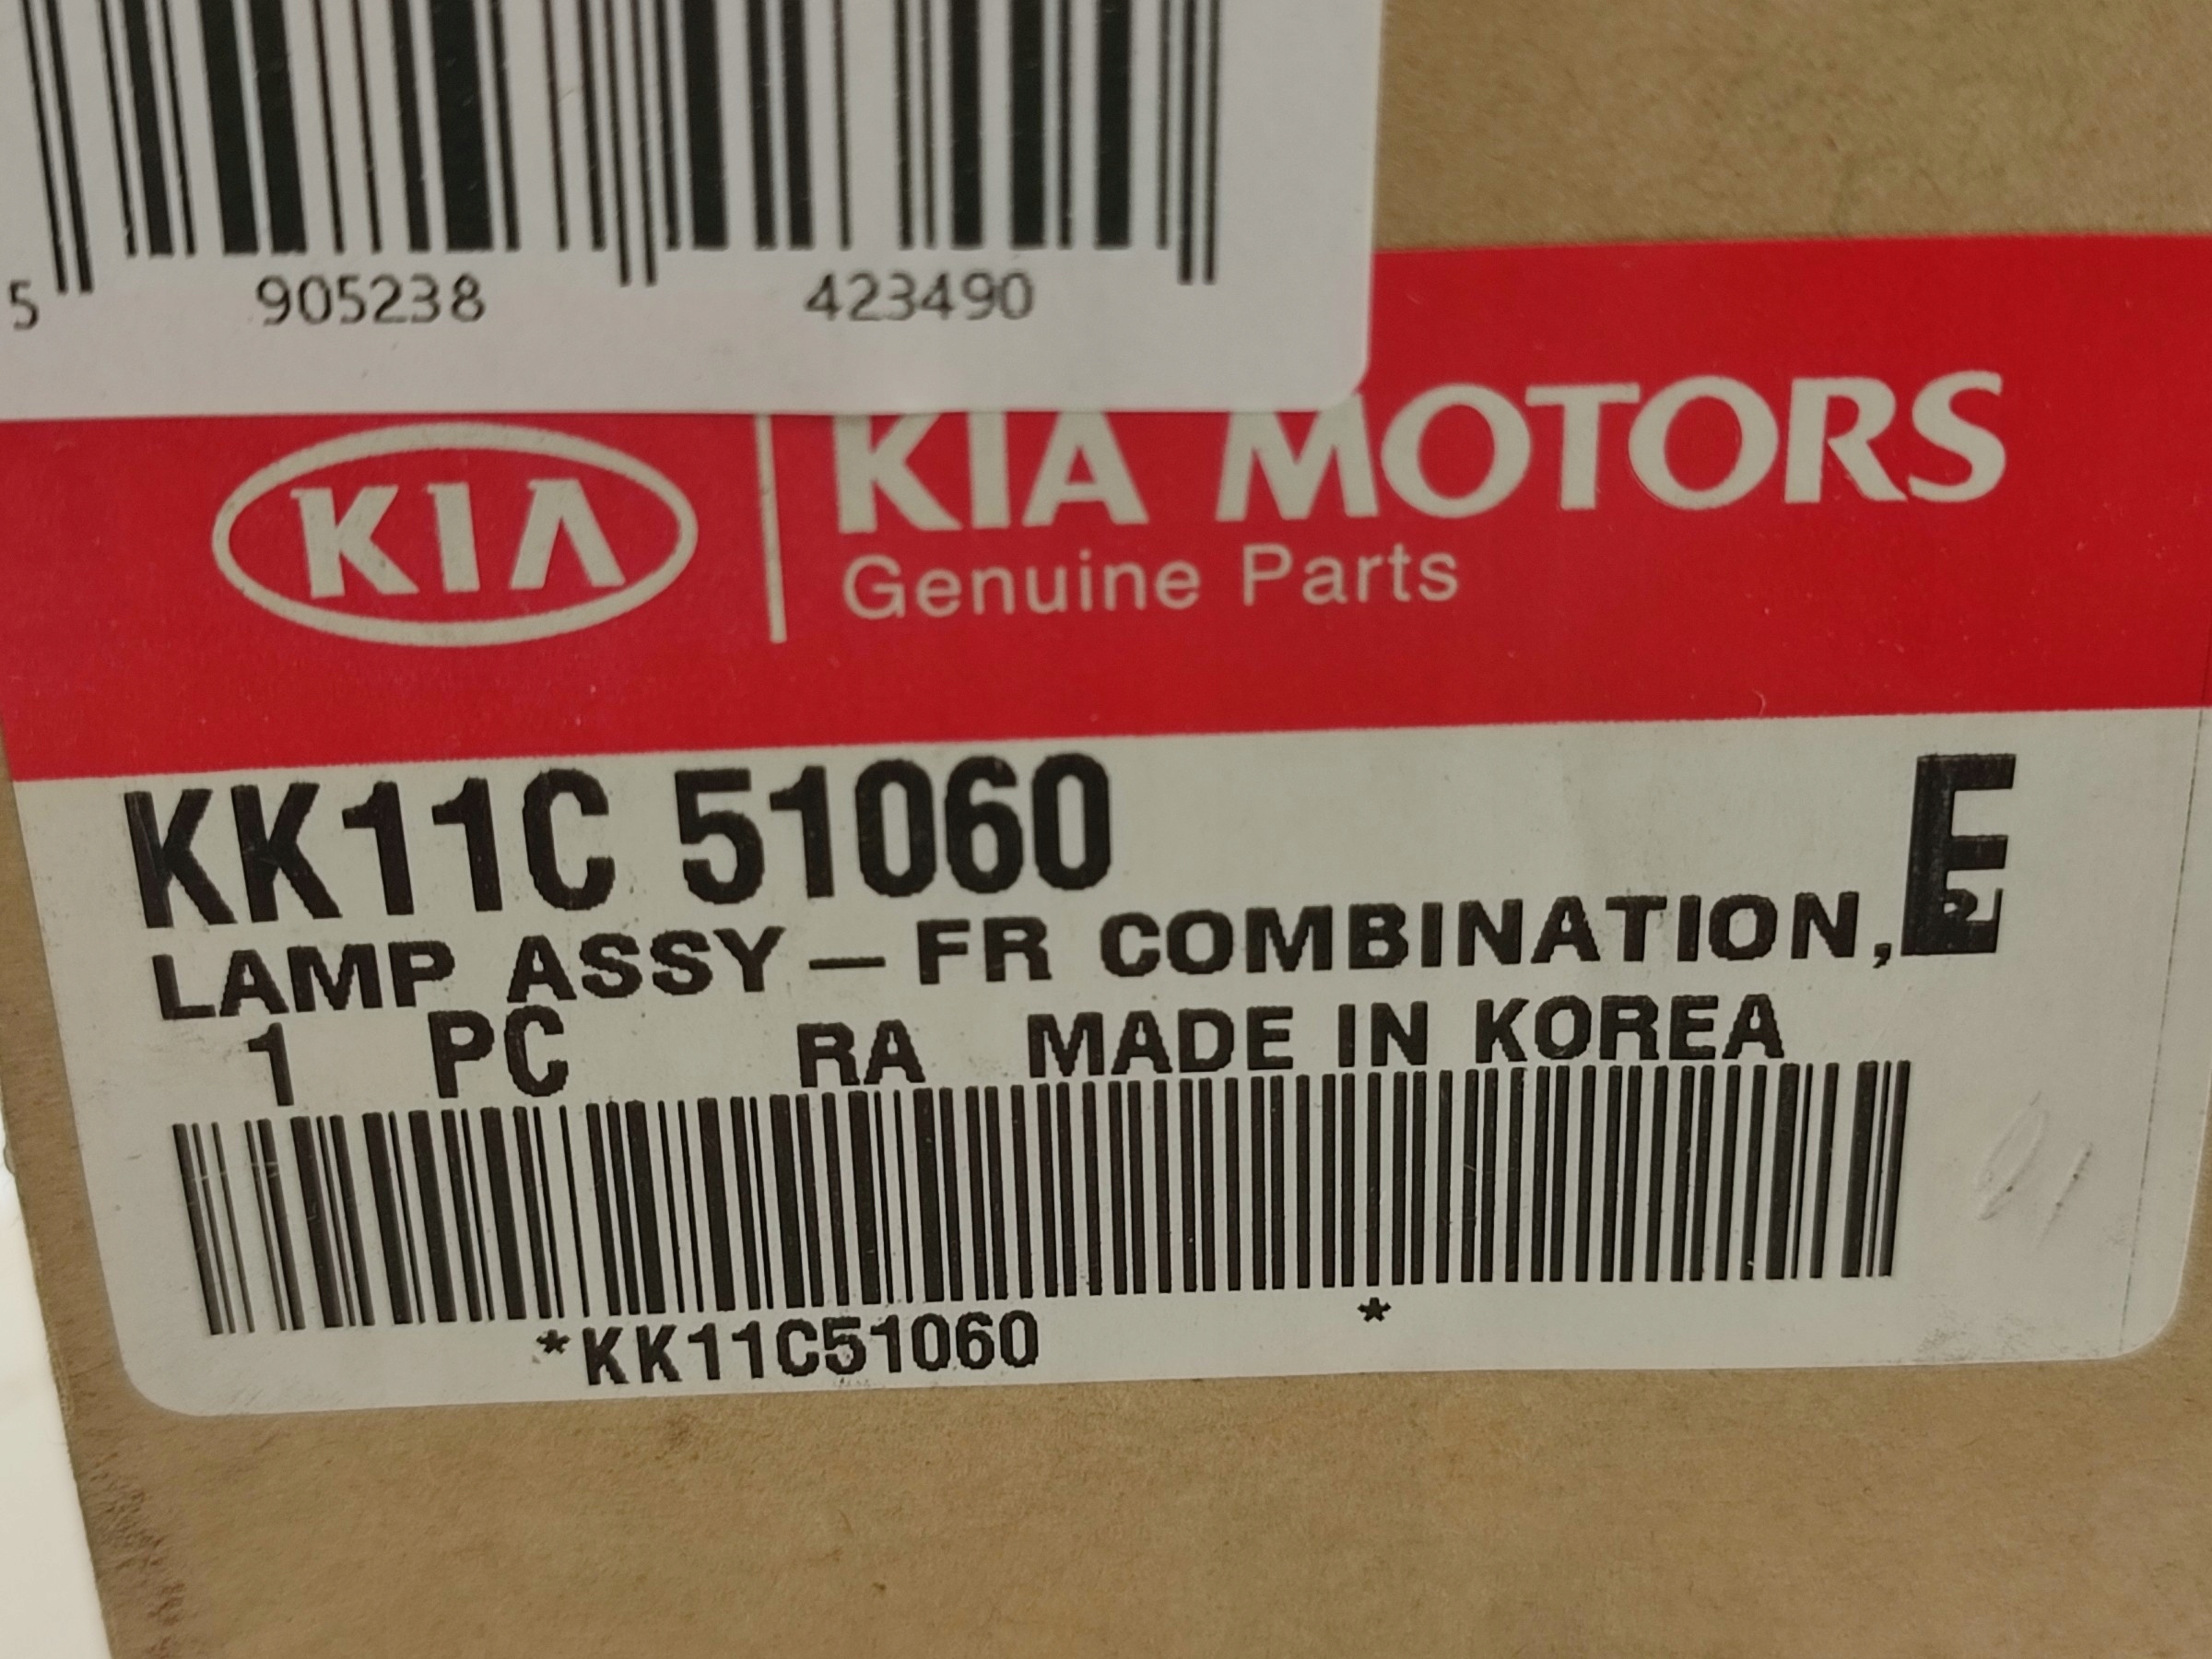 5 905238 423490
KIA KIA MOTORS
Genuine Parts
KK11C 51060 E
LAMP ASSY-FR COMBINATION,
1 PC RA MADE IN KOREA
*KK11C51060 *